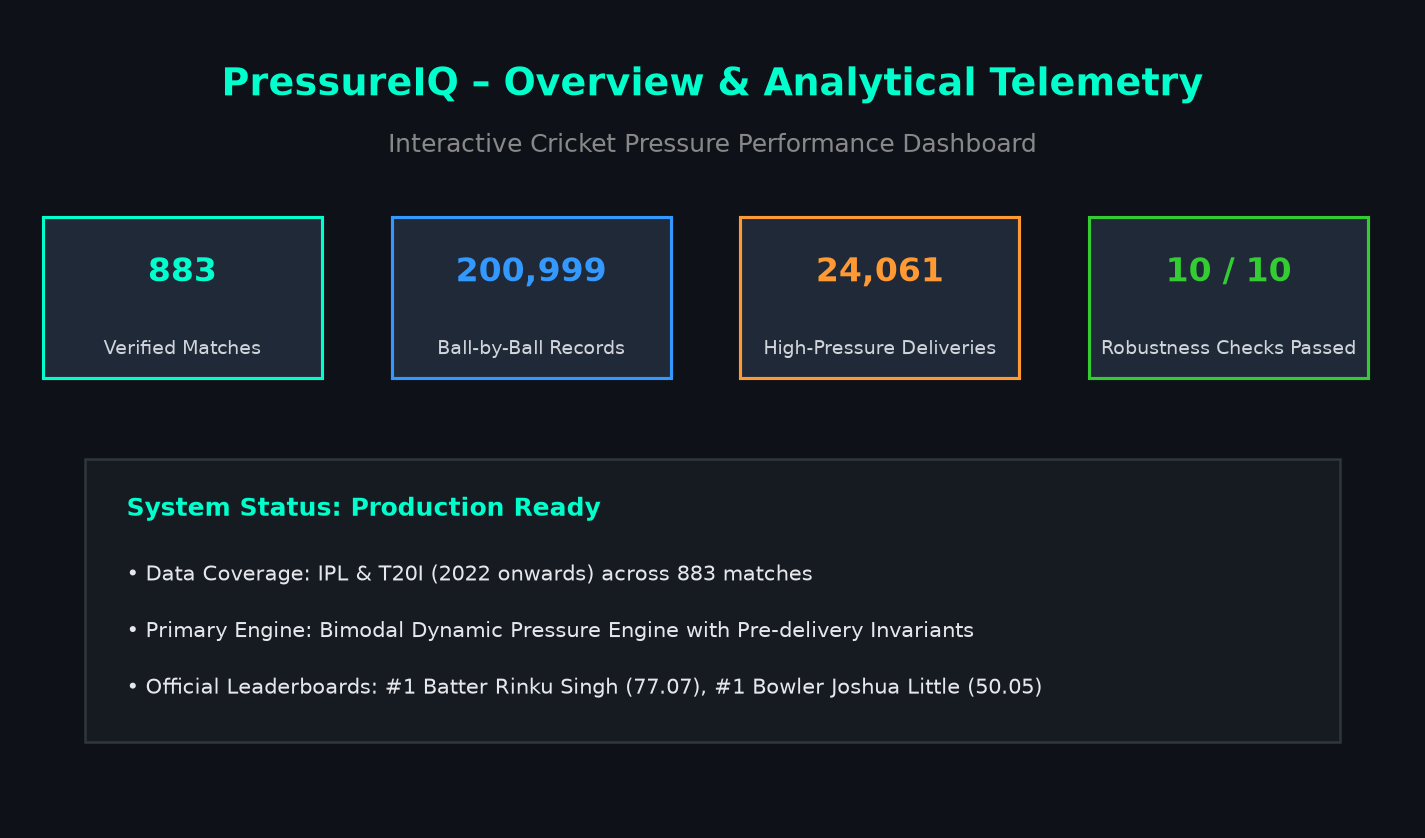 PressureIQ – Overview & Analytical Telemetry
Interactive Cricket Pressure Performance Dashboard
883
Verified Matches
200,999
Ball-by-Ball Records
24,061
High-Pressure Deliveries
10 / 10
Robustness Checks Passed
System Status: Production Ready
• Data Coverage: IPL & T20I (2022 onwards) across 883 matches
• Primary Engine: Bimodal Dynamic Pressure Engine with Pre-delivery Invariants
• Official Leaderboards: #1 Batter Rinku Singh (77.07), #1 Bowler Joshua Little (50.05)